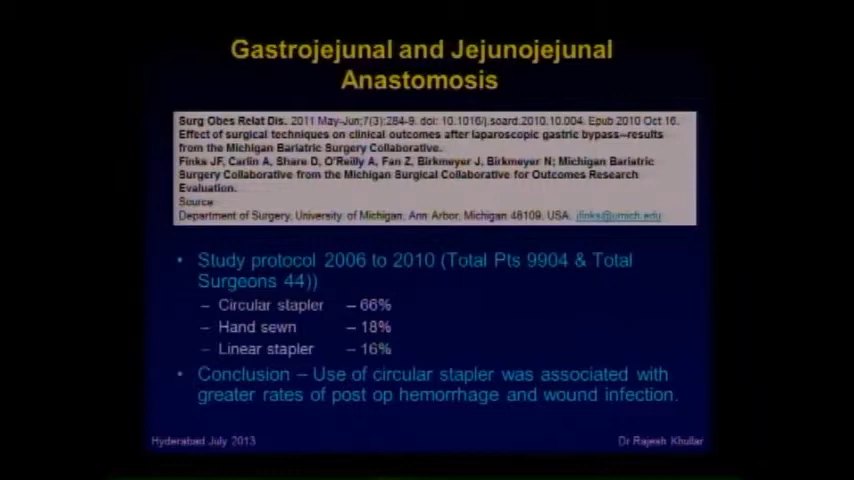 Gastrojejunal and Jejunojejunal
Anastomosis
Surg Obes Relat Dis. 2011 May-Jun;7(3):284-9. doi: 10.1016/j.soard.2010.10.004. Epub 2010 Oct 16.
Effect of surgical techniques on clinical outcomes after laparoscopic gastric bypass--results
from the Michigan Bariatric Surgery Collaborative.
Finks JF, Carlin A, Share D, O'Reilly A, Fan Z, Birkmeyer J, Birkmeyer N; Michigan Bariatric
Surgery Collaborative from the Michigan Surgical Collaborative for Outcomes Research
Evaluation.
Source
Department of Surgery, University of Michigan, Ann Arbor, Michigan 48109, USA. jfinks@umich.edu
• Study protocol 2006 to 2010 (Total Pts 9904 & Total
Surgeons 44))
– Circular stapler – 66%
– Hand sewn – 18%
– Linear stapler – 16%
• Conclusion – Use of circular stapler was associated with
greater rates of post op hemorrhage and wound infection.
Hyderabad July 2013
Dr Rajesh Khullar